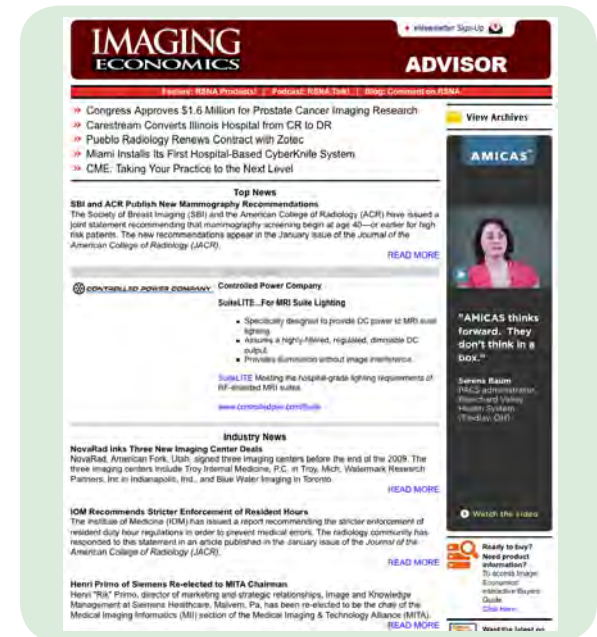 eNewsletter Sign-Up
IMAGING
ECONOMICS
ADVISOR
Feature: RSNA Products! | Podcast: RSNA Talk! | Blog: Comment on RSNA
» Congress Approves $1.6 Million for Prostate Cancer Imaging Research
» Carestream Converts Illinois Hospital from CR to DR
» Pueblo Radiology Renews Contract with Zotec
» Miami Installs Its First Hospital-Based CyberKnife System
» CME: Taking Your Practice to the Next Level
Top News
SBI and ACR Publish New Mammography Recommendations
The Society of Breast Imaging (SBI) and the American College of Radiology (ACR) have issued a
joint statement recommending that mammography screening begin at age 40—or earlier for high
risk patients. The new recommendations appear in the January issue of the Journal of the
American College of Radiology (JACR).
READ MORE
CONTROLLED POWER COMPANY
Controlled Power Company
SuiteLITE...For MRI Suite Lighting
▪ Specifically designed to provide DC power to MRI suite
lighting.
▪ Assures a highly-filtered, regulated, dimmable DC
output.
▪ Provides illumination without image interference.
SuiteLITE Meeting the hospital-grade lighting requirements of
RF-shielded MRI suites.
Industry News
NovaRad Inks Three New Imaging Center Deals
NovaRad, American Fork, Utah, signed three imaging centers before the end of the 2009. The
three imaging centers include Troy Internal Medicine, P.C. in Troy, Mich, Watermark Research
Partners, Inc in Indianapolis, Ind., and Blue Water Imaging in Toronto.
READ MORE
IOM Recommends Stricter Enforcement of Resident Hours
The Institute of Medicine (IOM) has issued a report recommending the stricter enforcement of
resident duty hour regulations in order to prevent medical errors. The radiology community has
responded to this statement in an article published in the January issue of the Journal of the
American College of Radiology (JACR).
READ MORE
Henri Primo of Siemens Re-elected to MITA Chairman
Henri "Rik" Primo, director of marketing and strategic relationships, Image and Knowledge
Management at Siemens Healthcare, Malvern, Pa, has been re-elected to be the chair of the
Medical Imaging Informatics (MII) section of the Medical Imaging & Technology Alliance (MITA).
READ MORE
View Archives
AMICAS
"AMICAS thinks
forward. They
don't think in a
box."
Serena Baum
PACS administrator,
Blanchard Valley
Health System
(Findlay, OH)
Watch the video
Ready to buy?
Need product
information?
To access Image
Economics'
interactive Buyers
Guide
Click Here.
Want the latest on